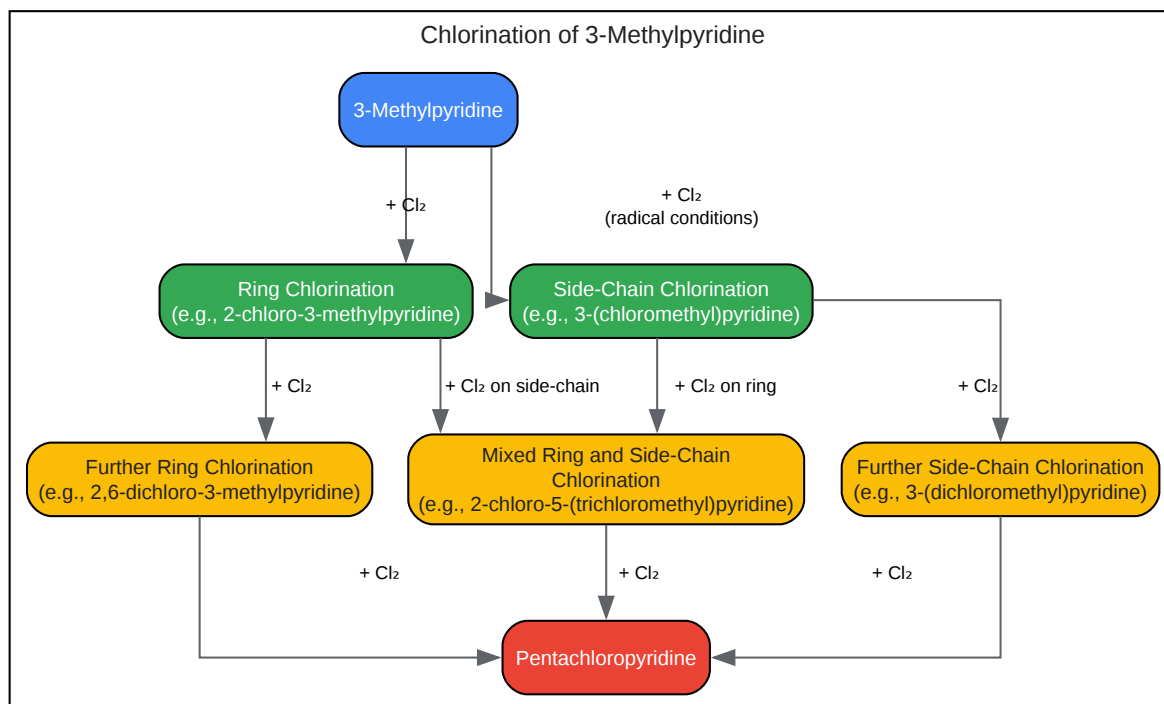 Chlorination of 3-Methylpyridine
3-Methylpyridine
+ Cl₂
+ Cl₂
(radical conditions)
Ring Chlorination
(e.g., 2-chloro-3-methylpyridine)
Side-Chain Chlorination
(e.g., 3-(chloromethyl)pyridine)
+ Cl₂
+ Cl₂ on side-chain
+ Cl₂ on ring
+ Cl₂
Further Ring Chlorination
(e.g., 2,6-dichloro-3-methylpyridine)
Mixed Ring and Side-Chain
Chlorination
(e.g., 2-chloro-5-(trichloromethyl)pyridine)
Further Side-Chain Chlorination
(e.g., 3-(dichloromethyl)pyridine)
+ Cl₂
+ Cl₂
+ Cl₂
Pentachloropyridine